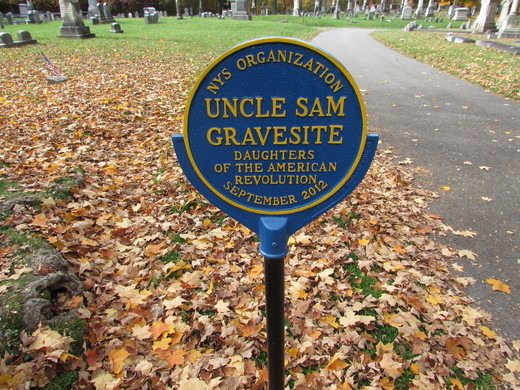 NYS ORGANIZATION
UNCLE SAM
GRAVESITE
DAUGHTERS
OF THE AMERICAN
REVOLUTION
SEPTEMBER 2012